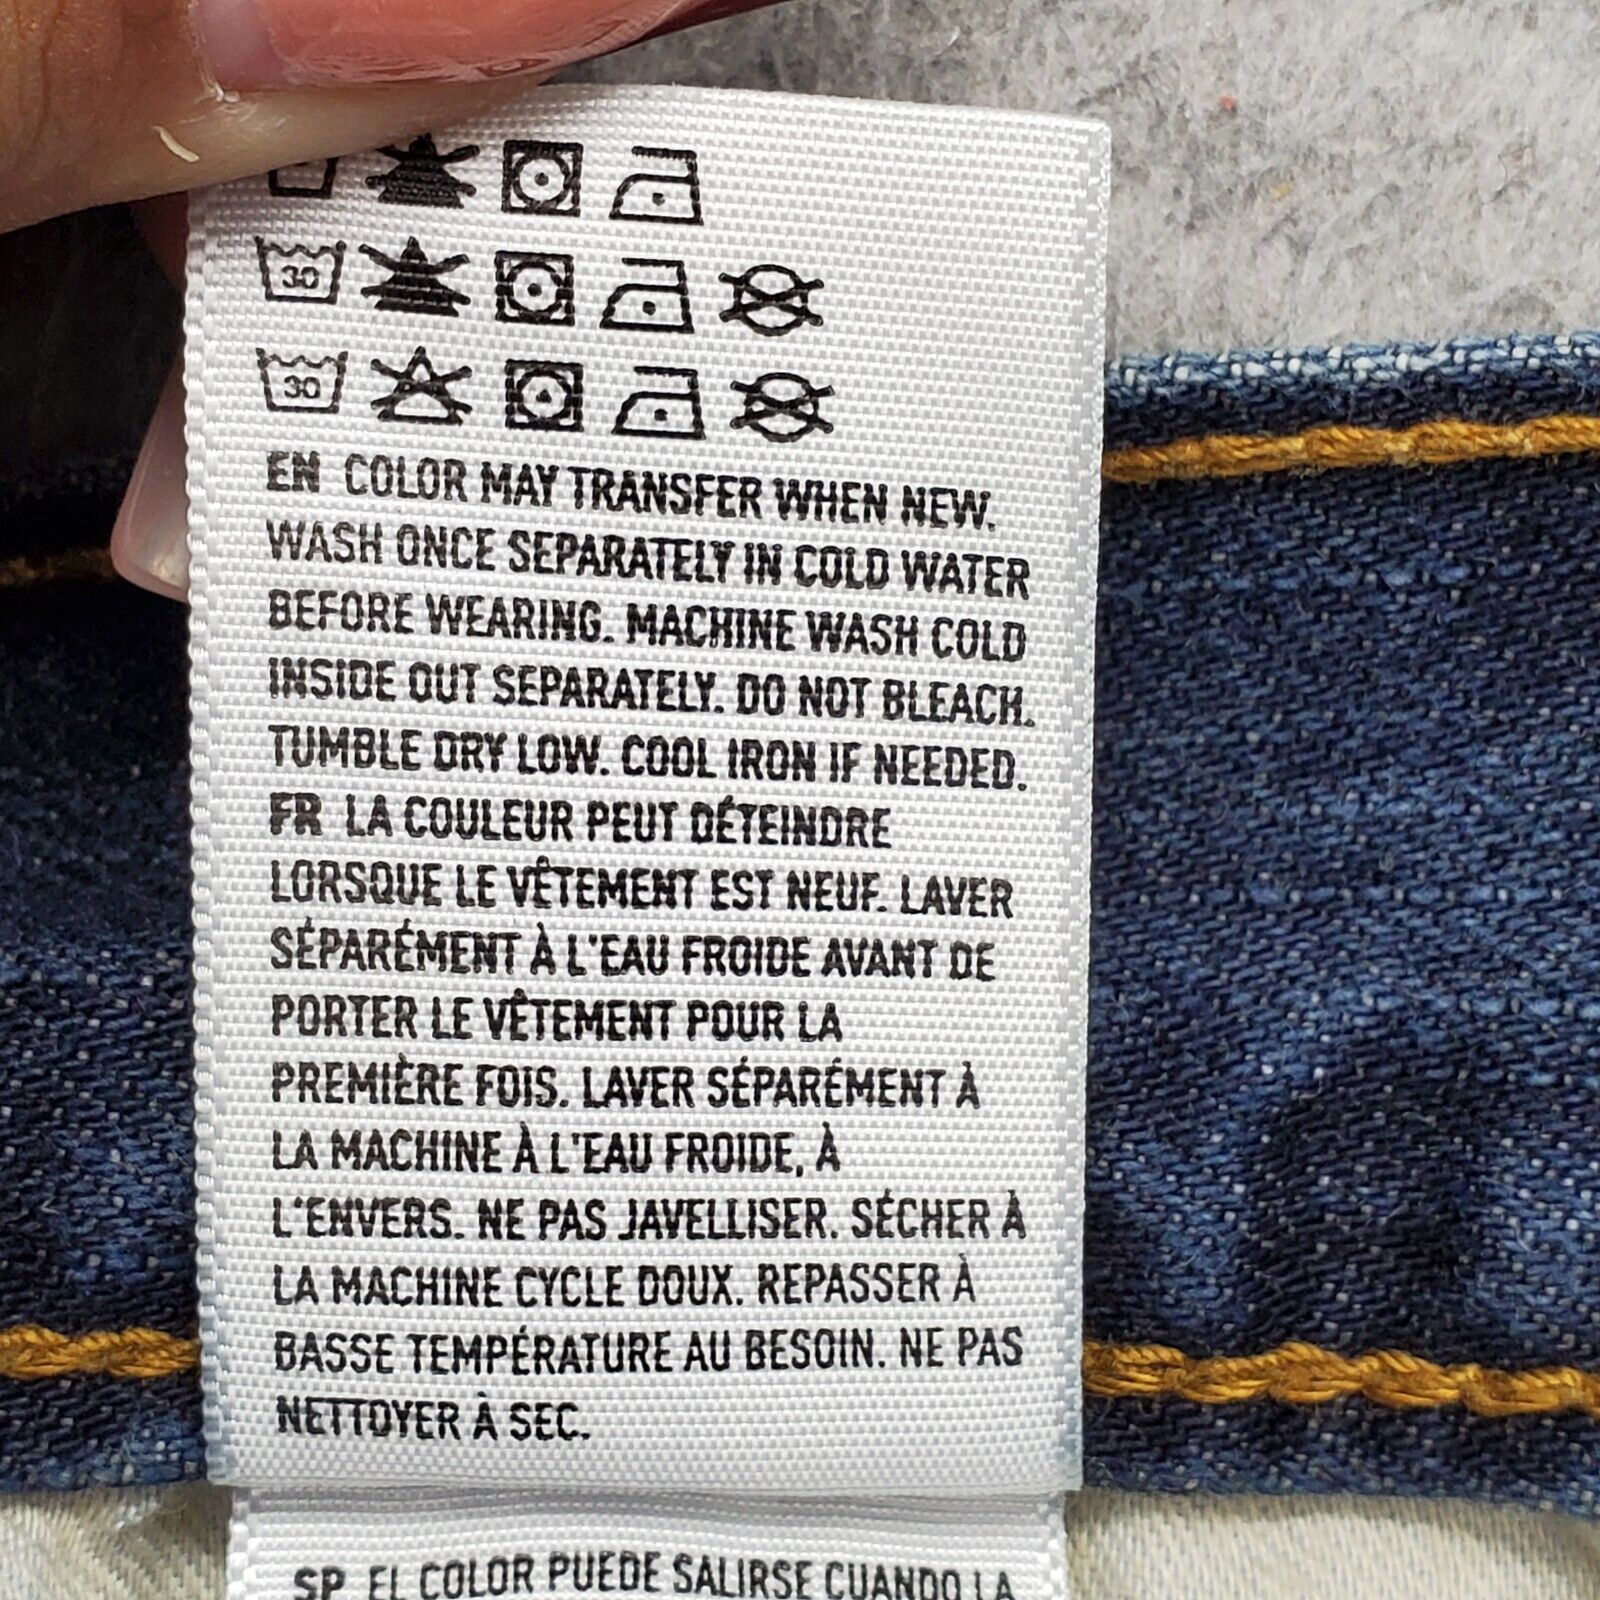 30
30
EN COLOR MAY TRANSFER WHEN NEW.
WASH ONCE SEPARATELY IN COLD WATER
BEFORE WEARING. MACHINE WASH COLD
INSIDE OUT SEPARATELY. DO NOT BLEACH.
TUMBLE DRY LOW. COOL IRON IF NEEDED.
FR LA COULEUR PEUT DÉTEINDRE
LORSQUE LE VÊTEMENT EST NEUF. LAVER
SÉPARÉMENT À L'EAU FROIDE AVANT DE
PORTER LE VÊTEMENT POUR LA
PREMIÈRE FOIS. LAVER SÉPARÉMENT À
LA MACHINE À L'EAU FROIDE, À
L'ENVERS. NE PAS JAVELLISER. SÉCHER À
LA MACHINE CYCLE DOUX. REPASSER À
BASSE TEMPÉRATURE AU BESOIN. NE PAS
NETTOYER À SEC.
SP EL COLOR PUEDE SALIRSE CUANDO LA